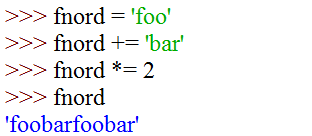 >>> fnord = 'foo'
>>> fnord += 'bar'
>>> fnord *= 2
>>> fnord
'foobarfoobar'